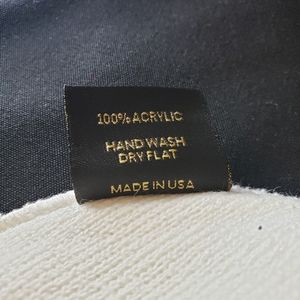 100% ACRYLIC
HAND WASH
DRY FLAT
MADE IN USA